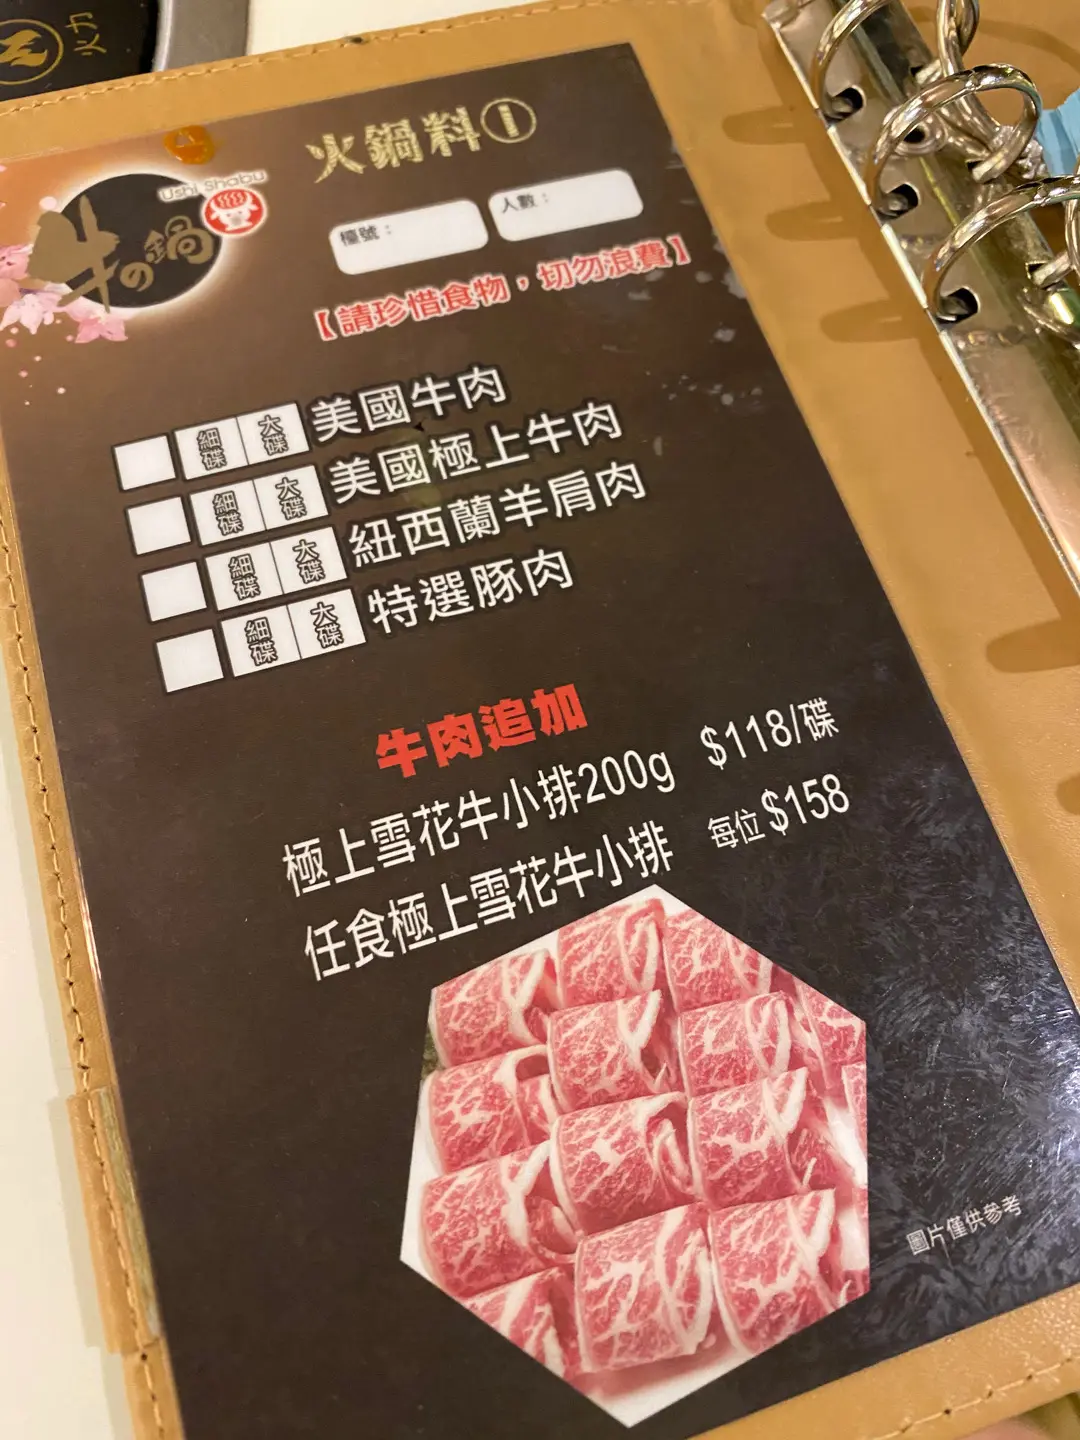 火力
火鍋料①
Ushi Shabu
牛の鍋
檯號：
人數：
【請珍惜食物，切勿浪費】
細碟 大碟 美國牛肉
細碟 大碟 美國極上牛肉
細碟 大碟 紐西蘭羊肩肉
細碟 大碟 特選豚肉
牛肉追加
極上雪花牛小排200g $118/碟
任食極上雪花牛小排 每位$158
圖片僅供參考